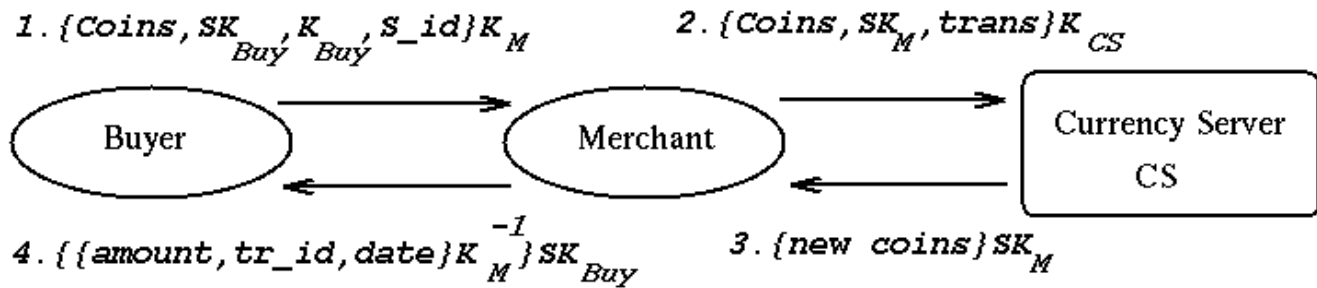 1.{Coins,SK_Buy,K_Buy,S_id}K_M
2.{Coins,SK_M,trans}K_CS
Buyer
Merchant
Currency Server
CS
4.{{amount,tr_id,date}K_M^-1}SK_Buy
3.{new coins}SK_M